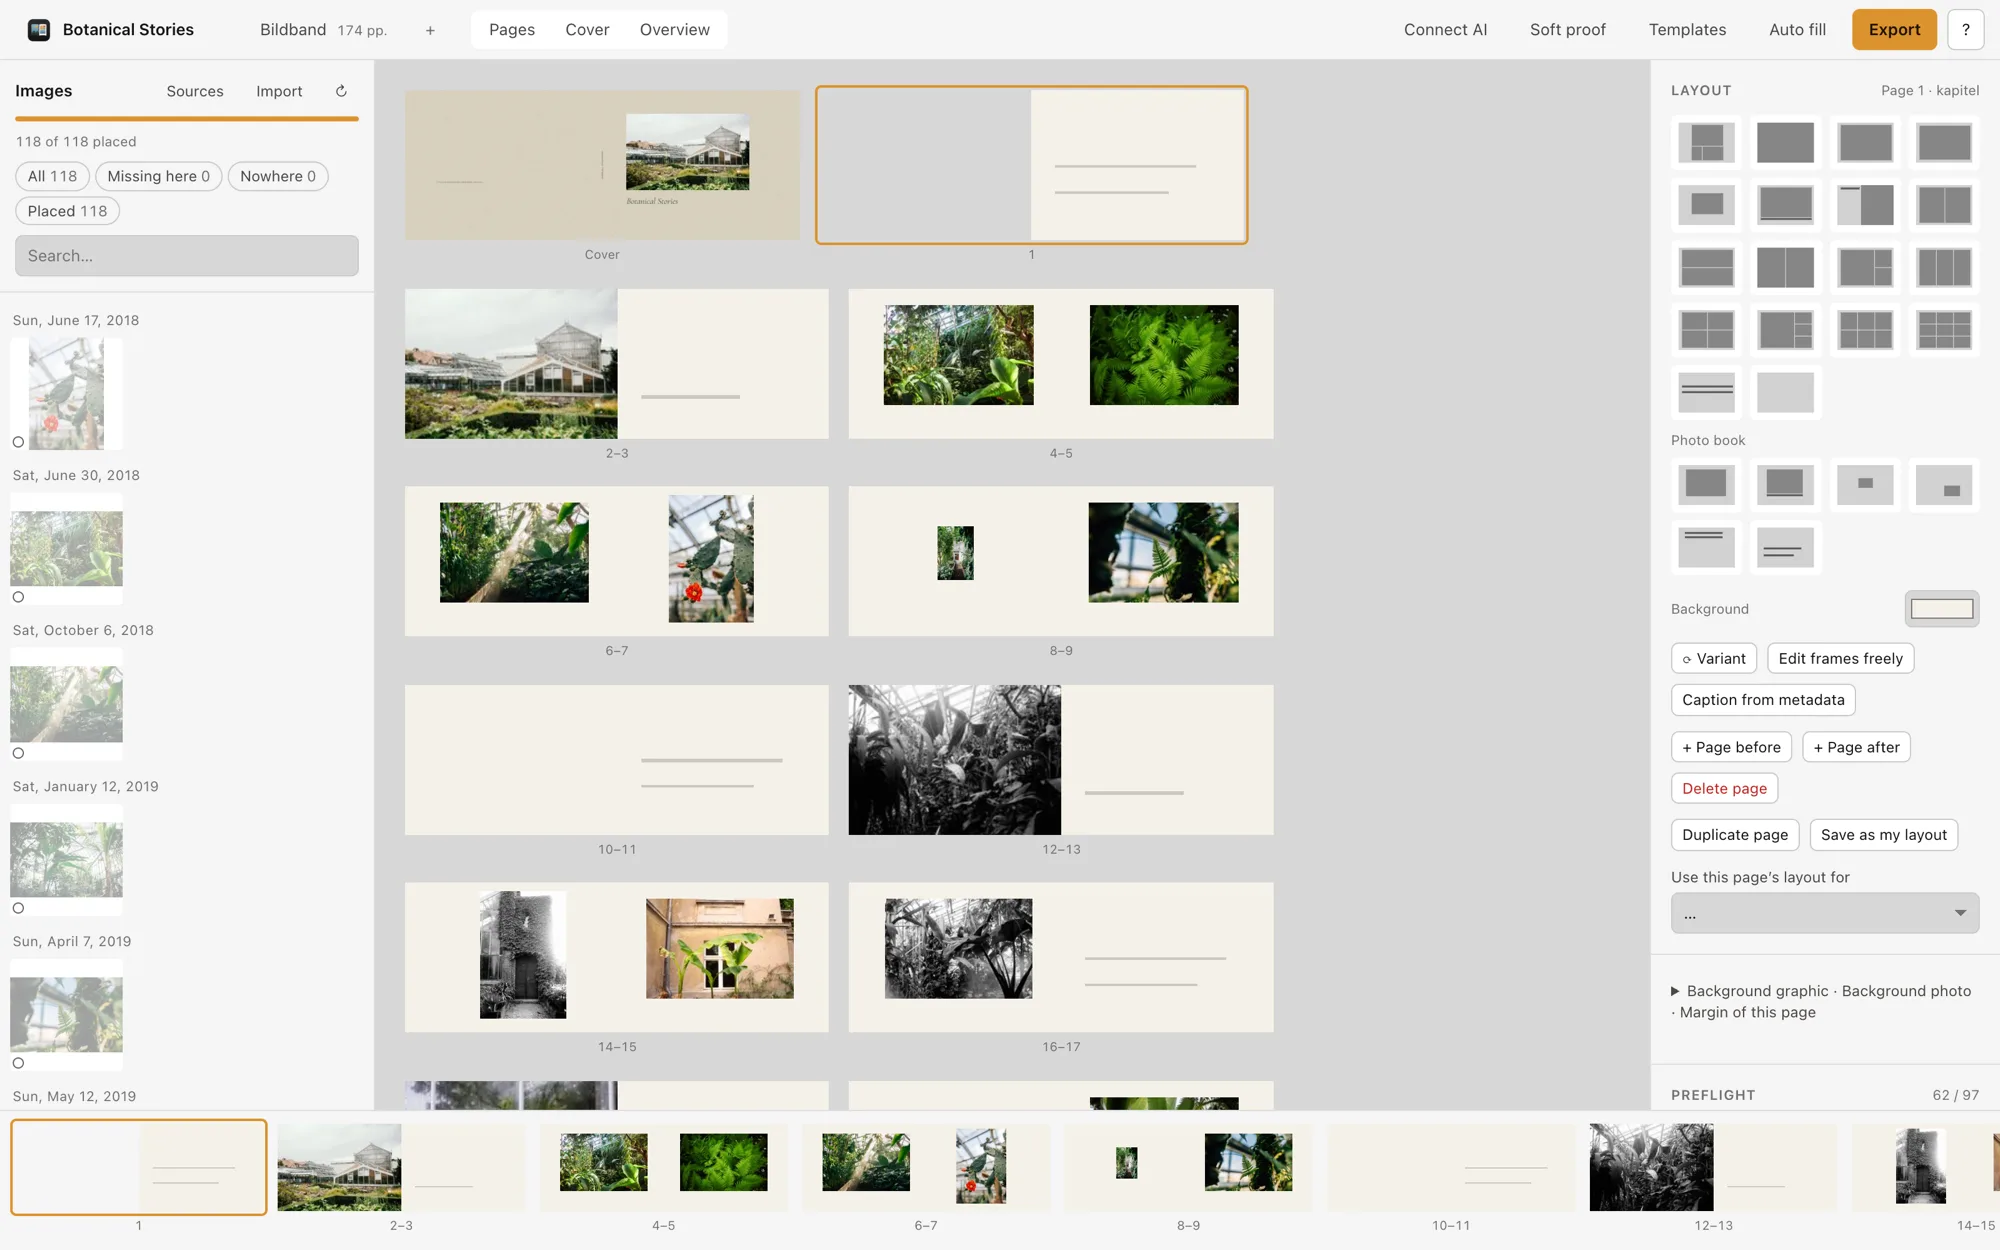 Botanical Stories
Bildband 174 pp. +
Pages Cover Overview
Connect AI Soft proof Templates Auto fill Export ?
Images Sources Import
118 of 118 placed
All 118 Missing here 0 Nowhere 0
Placed 118
Search...
Sun, June 17, 2018
Sat, June 30, 2018
Sat, October 6, 2018
Sat, January 12, 2019
Sun, April 7, 2019
Sun, May 12, 2019
Botanical Stories
Cover
1
2–3
4–5
6–7
8–9
10–11
12–13
14–15
16–17
LAYOUT Page 1 · kapitel
Photo book
Background
Variant Edit frames freely
Caption from metadata
+ Page before + Page after
Delete page
Duplicate page Save as my layout
Use this page's layout for
...
Background graphic · Background photo
· Margin of this page
PREFLIGHT 62 / 97
1
2–3
4–5
6–7
8–9
10–11
12–13
14–15